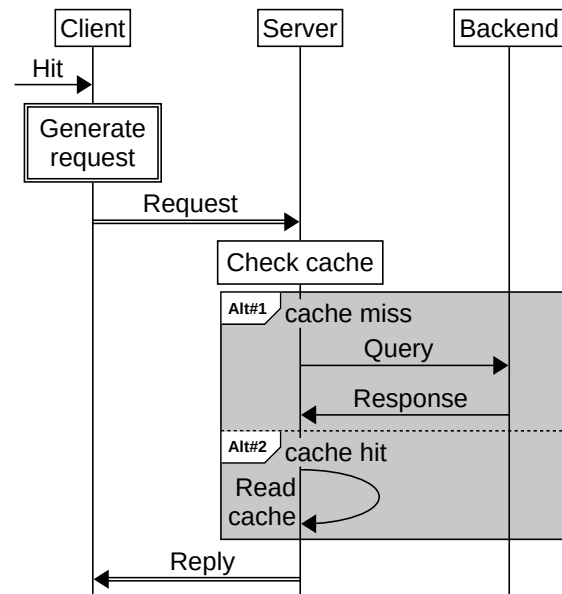 Client
Server
Backend
Hit
Generate
request
Request
Check cache
Alt#1
cache miss
Query
Response
Alt#2
cache hit
Read
cache
Reply